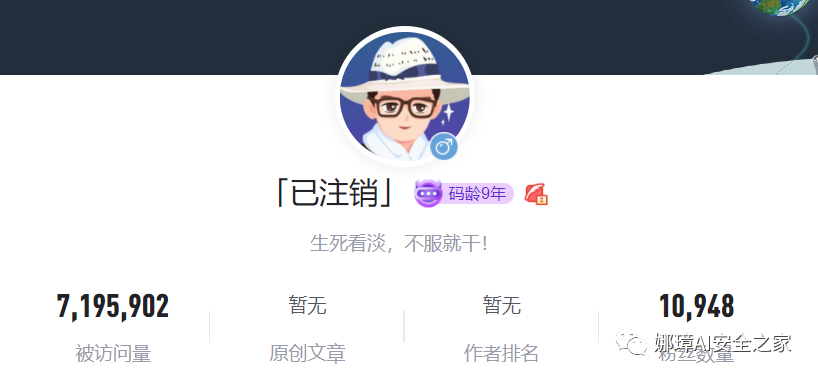 「已注销」 码龄9年
生死看淡，不服就干！
7,195,902 暂无 暂无 10,948
被访问量 原创文章 作者排名 粉丝数量
娜璋AI安全之家